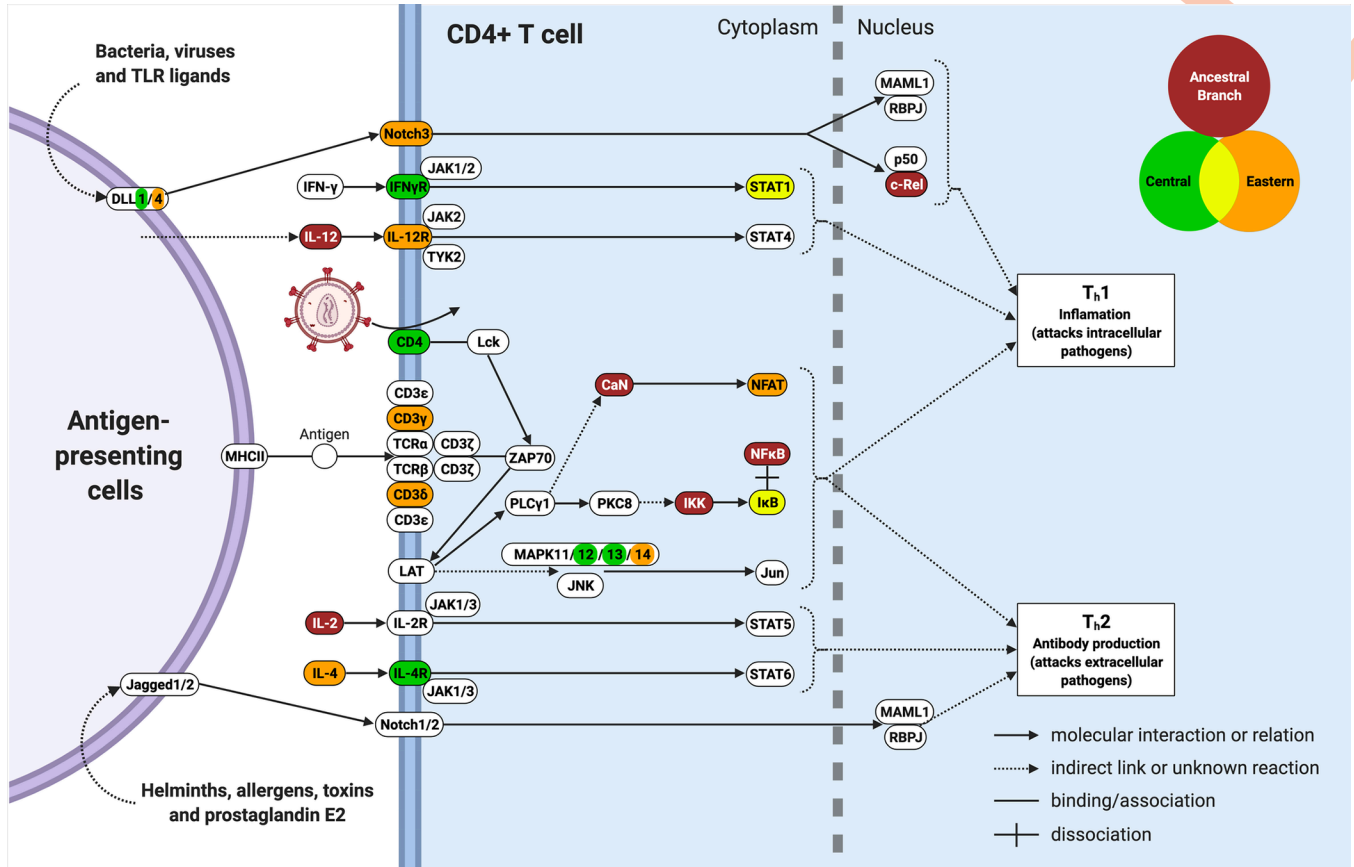 CD4+ T cell
Cytoplasm
Nucleus
Bacteria, viruses
and TLR ligands
Ancestral
Branch
Central
Eastern
MAML1
RBPJ
Notch3
p50
c-Rel
JAK1/2
IFN-γ
IFNγR
STAT1
DLL1/4
JAK2
IL-12
IL-12R
STAT4
TYK2
Th1
Inflamation
(attacks intracellular
pathogens)
CD4
Lck
CD3ε
CaN
NFAT
CD3γ
Antigen-
presenting
cells
Antigen
TCRα
CD3ζ
MHCII
ZAP70
NFκB
TCRβ
CD3ζ
CD3δ
PLCγ1
PKC8
IKK
IκB
CD3ε
MAPK11/12/13/14
LAT
JNK
Jun
JAK1/3
IL-2
IL-2R
STAT5
Th2
Antibody production
(attacks extracellular
pathogens)
IL-4
IL-4R
STAT6
Jagged1/2
JAK1/3
Notch1/2
MAML1
RBPJ
molecular interaction or relation
indirect link or unknown reaction
binding/association
dissociation
Helminths, allergens, toxins
and prostaglandin E2